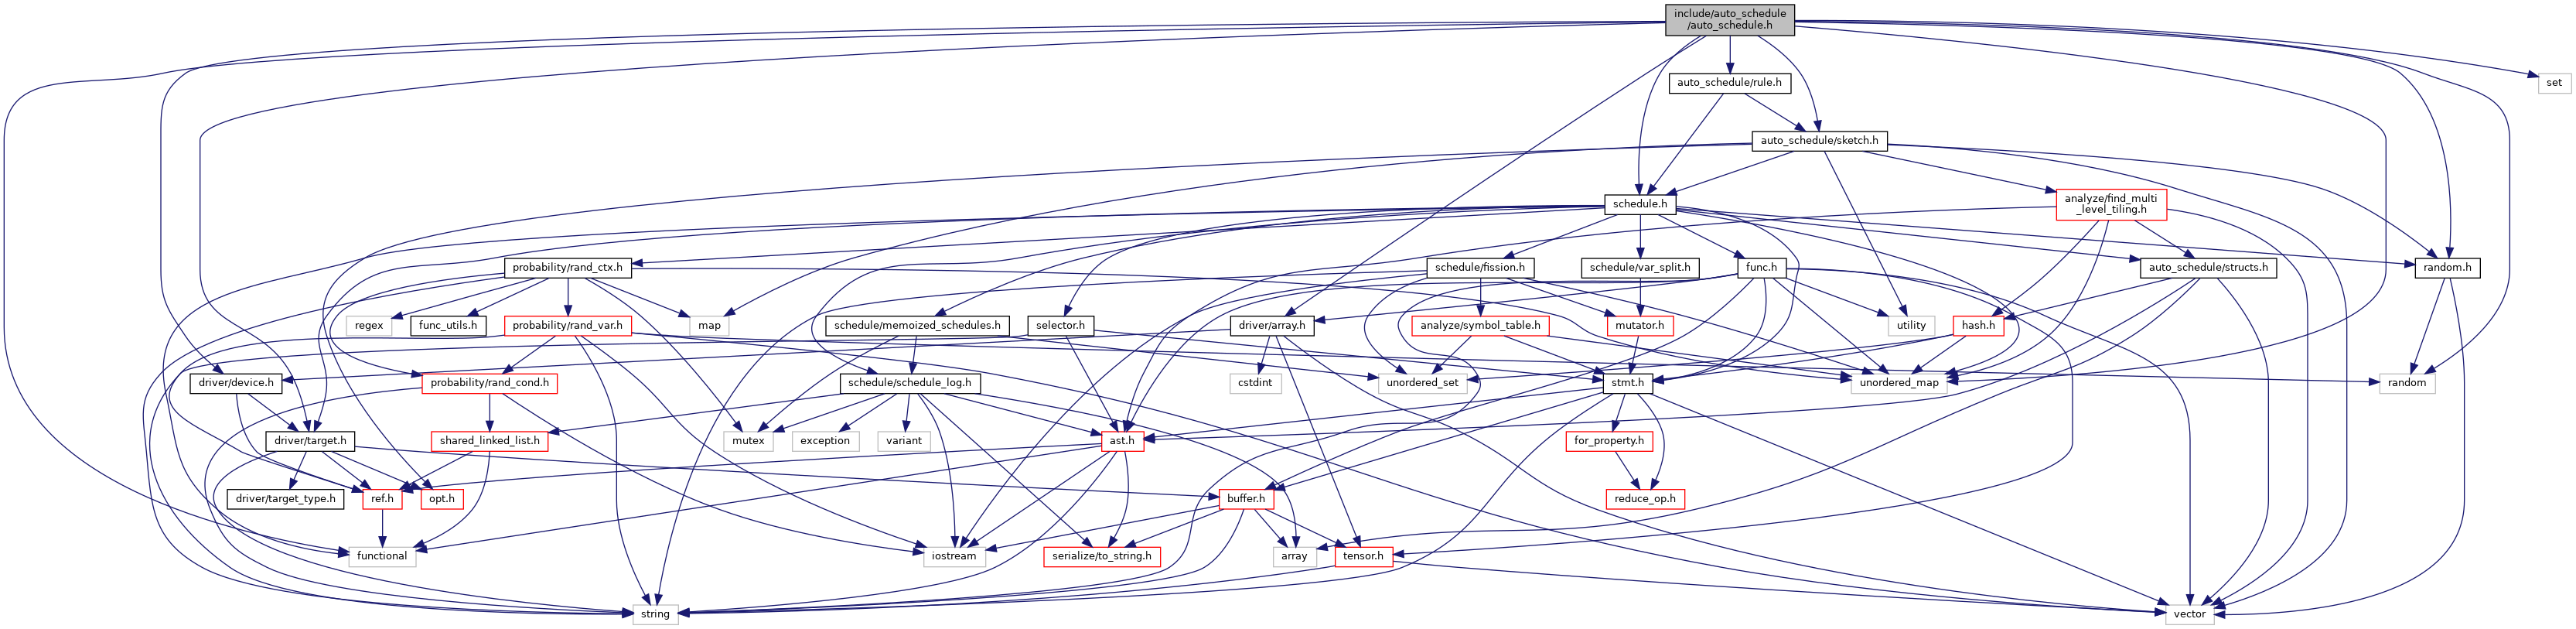 include/auto_schedule
/auto_schedule.h
auto_schedule/rule.h
set
auto_schedule/sketch.h
schedule.h
analyze/find_multi
_level_tiling.h
probability/rand_ctx.h
schedule/fission.h
schedule/var_split.h
func.h
auto_schedule/structs.h
random.h
regex
func_utils.h
probability/rand_var.h
map
schedule/memoized_schedules.h
selector.h
driver/array.h
analyze/symbol_table.h
mutator.h
utility
hash.h
driver/device.h
probability/rand_cond.h
schedule/schedule_log.h
cstdint
unordered_set
stmt.h
unordered_map
random
driver/target.h
shared_linked_list.h
mutex
exception
variant
ast.h
for_property.h
driver/target_type.h
ref.h
opt.h
buffer.h
reduce_op.h
functional
iostream
serialize/to_string.h
array
tensor.h
string
vector